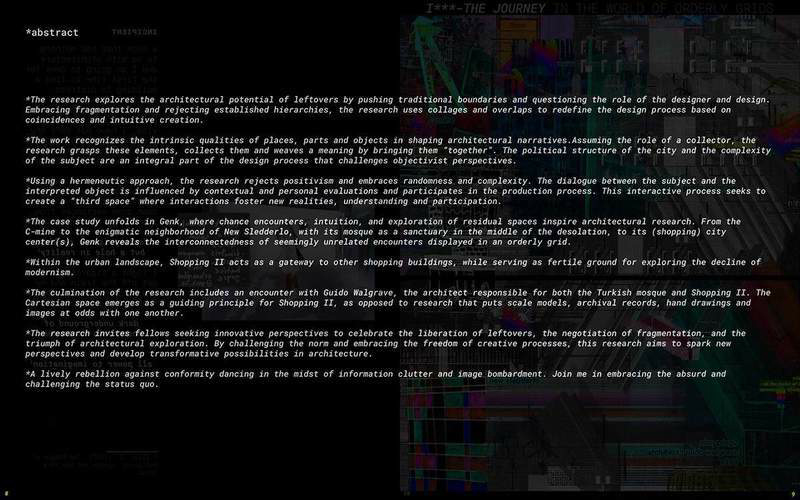 I***-THE JOURNEY IN THE WORLD OF ORDERLY GRIDS
*abstract
*The research explores the architectural potential of leftovers by pushing traditional boundaries and questioning the role of the designer and design.
Embracing fragmentation and rejecting established hierarchies, the research uses collages and overlaps to redefine the design process based on
coincidences and intuitive creation.
*The work recognizes the intrinsic qualities of places, parts and objects in shaping architectural narratives.Assuming the role of a collector, the
research grasps these elements, collects them and weaves a meaning by bringing them "together". The political structure of the city and the complexity
of the subject are an integral part of the design process that challenges objectivist perspectives.
*Using a hermeneutic approach, the research rejects positivism and embraces randomness and complexity. The dialogue between the subject and the
interpreted object is influenced by contextual and personal evaluations and participates in the production process. This interactive process seeks to
create a "third space" where interactions foster new realities, understanding and participation.
*The case study unfolds in Genk, where chance encounters, intuition, and exploration of residual spaces inspire architectural research. From the
C-mine to the enigmatic neighborhood of New Sledderlo, with its mosque as a sanctuary in the middle of the desolation, to its (shopping) city
center(s), Genk reveals the interconnectedness of seemingly unrelated encounters displayed in an orderly grid.
*Within the urban landscape, Shopping II acts as a gateway to other shopping buildings, while serving as fertile ground for exploring the decline of
modernism.
*The culmination of the research includes an encounter with Guido Walgrave, the architect responsible for both the Turkish mosque and Shopping II. The
Cartesian space emerges as a guiding principle for Shopping II, as opposed to research that puts scale models, archival records, hand drawings and
images at odds with one another.
*The research invites fellows seeking innovative perspectives to celebrate the liberation of leftovers, the negotiation of fragmentation, and the
triumph of architectural exploration. By challenging the norm and embracing the freedom of creative processes, this research aims to spark new
perspectives and develop transformative possibilities in architecture.
*A lively rebellion against conformity dancing in the midst of information clutter and image bombardment. Join me in embracing the absurd and
challenging the status quo.